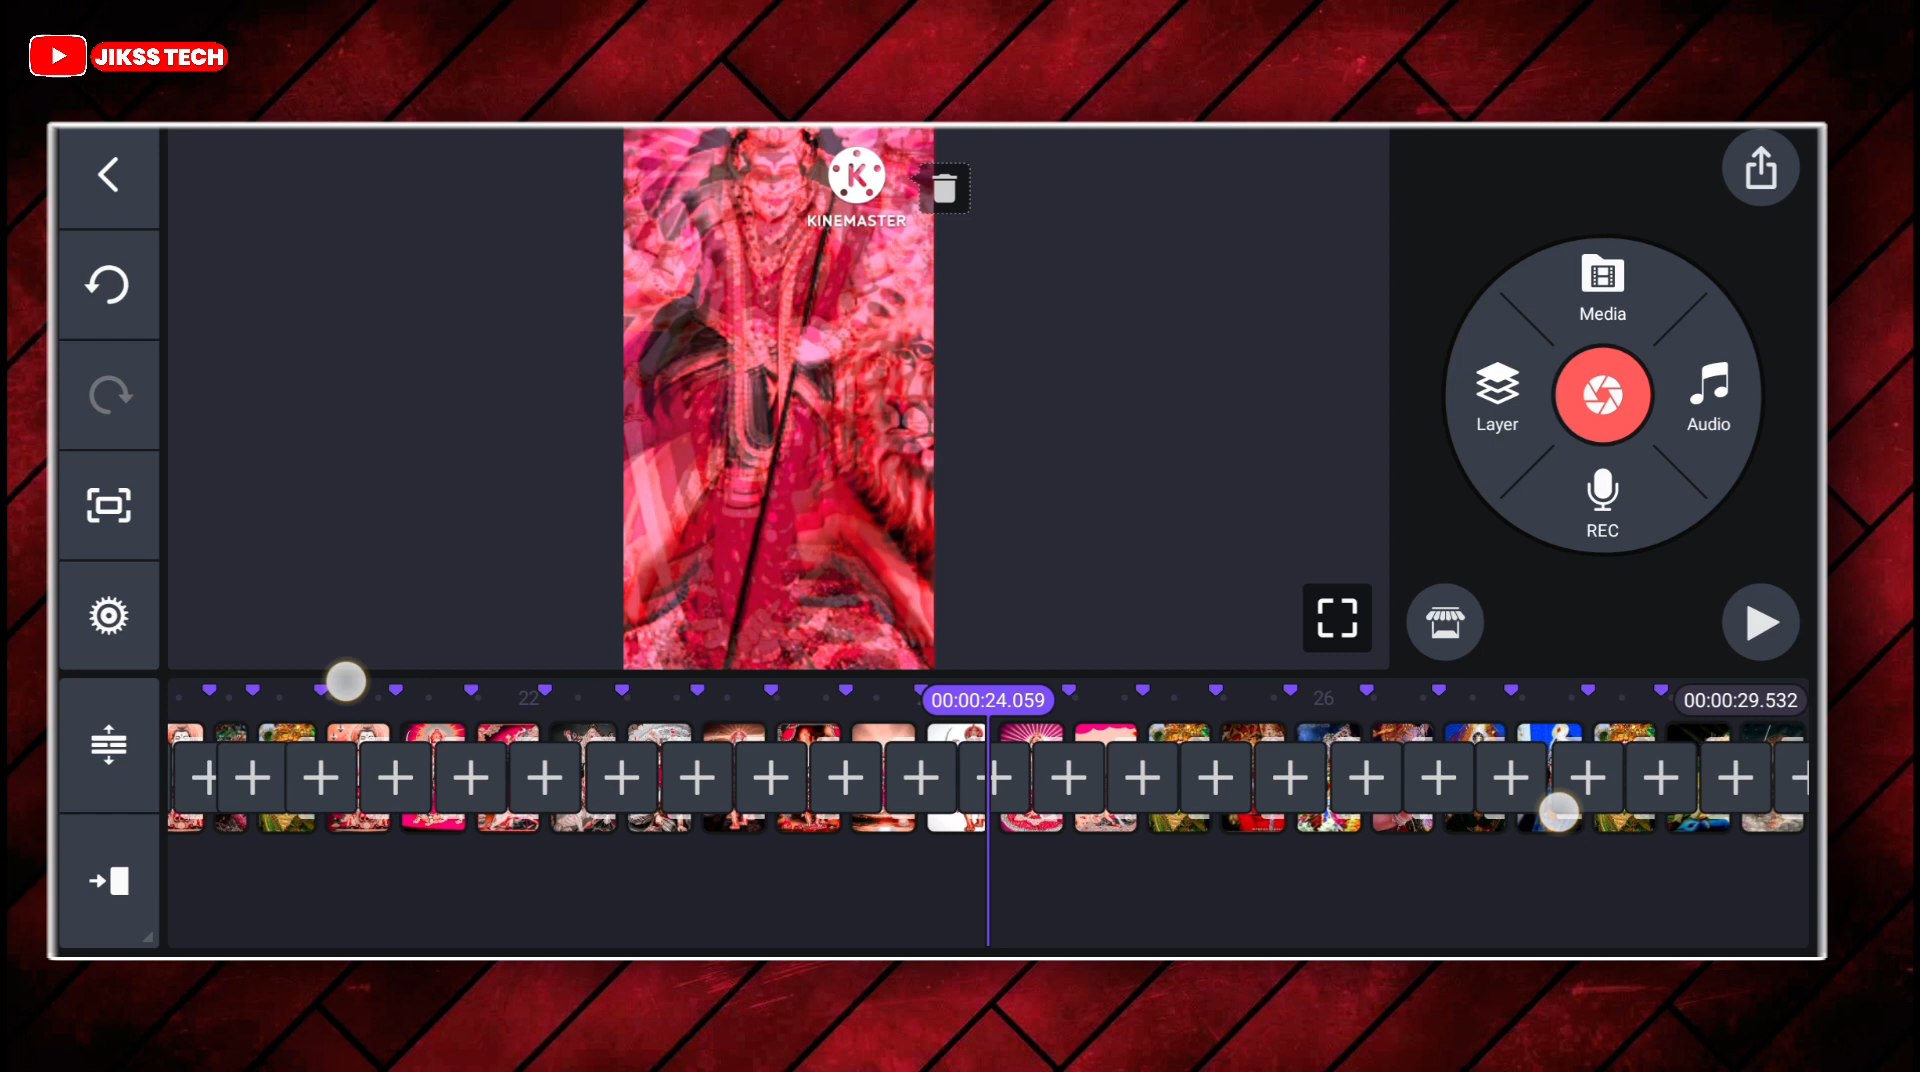 JIKSS TECH
K
KINEMASTER
Media
Layer
Audio
REC
22
00:00:24.059
26
00:00:29.532